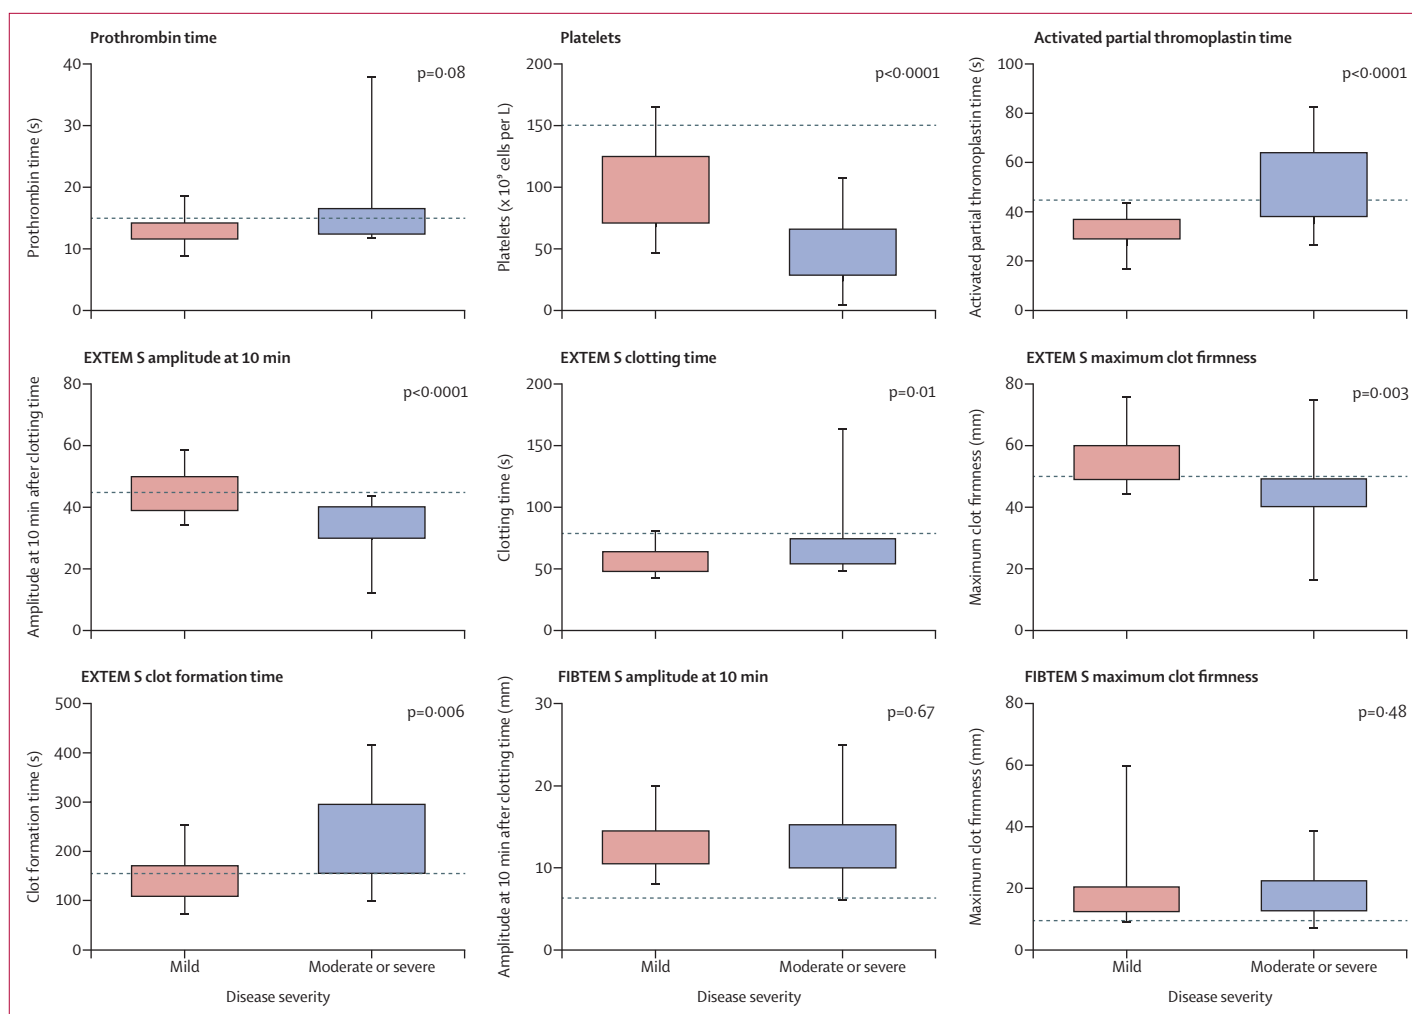 Prothrombin time
p=0·08
Prothrombin time (s)
40
30
20
10
0
Platelets
p<0·0001
Platelets (x 10⁹ cells per L)
200
150
100
50
0
Activated partial thromoplastin time
p<0·0001
Activated partial thromoplastin time (s)
100
80
60
40
20
0
EXTEM S amplitude at 10 min
p<0·0001
Amplitude at 10 min after clotting time
80
60
40
20
0
EXTEM S clotting time
p=0·01
Clotting time (s)
200
150
100
50
0
EXTEM S maximum clot firmness
p=0·003
Maximum clot firmness (mm)
80
60
40
20
0
EXTEM S clot formation time
p=0·006
Clot formation time (s)
500
400
300
200
100
0
Mild
Moderate or severe
Disease severity
FIBTEM S amplitude at 10 min
p=0·67
Amplitude at 10 min after clotting time (mm)
30
20
10
0
Mild
Moderate or severe
Disease severity
FIBTEM S maximum clot firmness
p=0·48
Maximum clot firmness (mm)
80
60
40
20
0
Mild
Moderate or severe
Disease severity